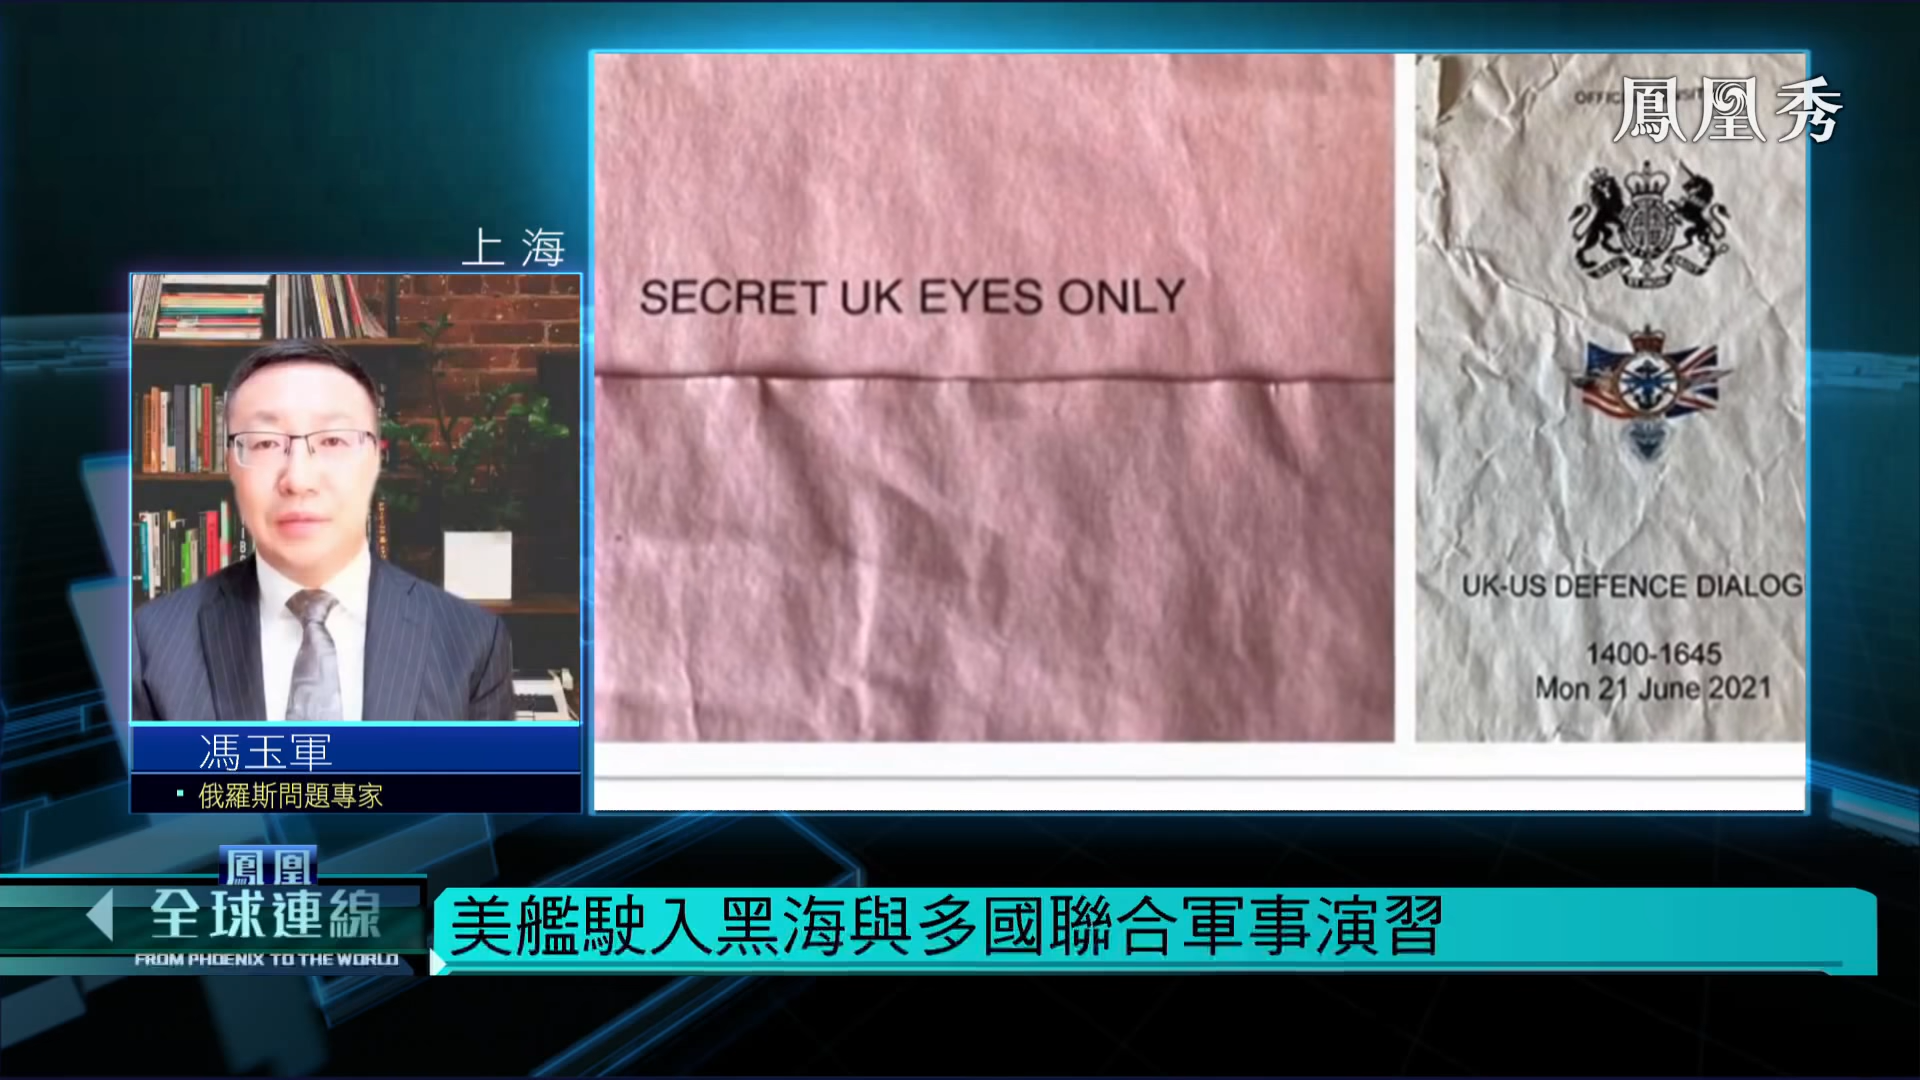 鳳凰秀
上海
SECRET UK EYES ONLY
UK-US DEFENCE DIALOG
1400-1645
Mon 21 June 2021
馮玉軍
俄羅斯問題專家
鳳凰
全球連線
FROM PHOENIX TO THE WORLD
美艦駛入黑海與多國聯合軍事演習